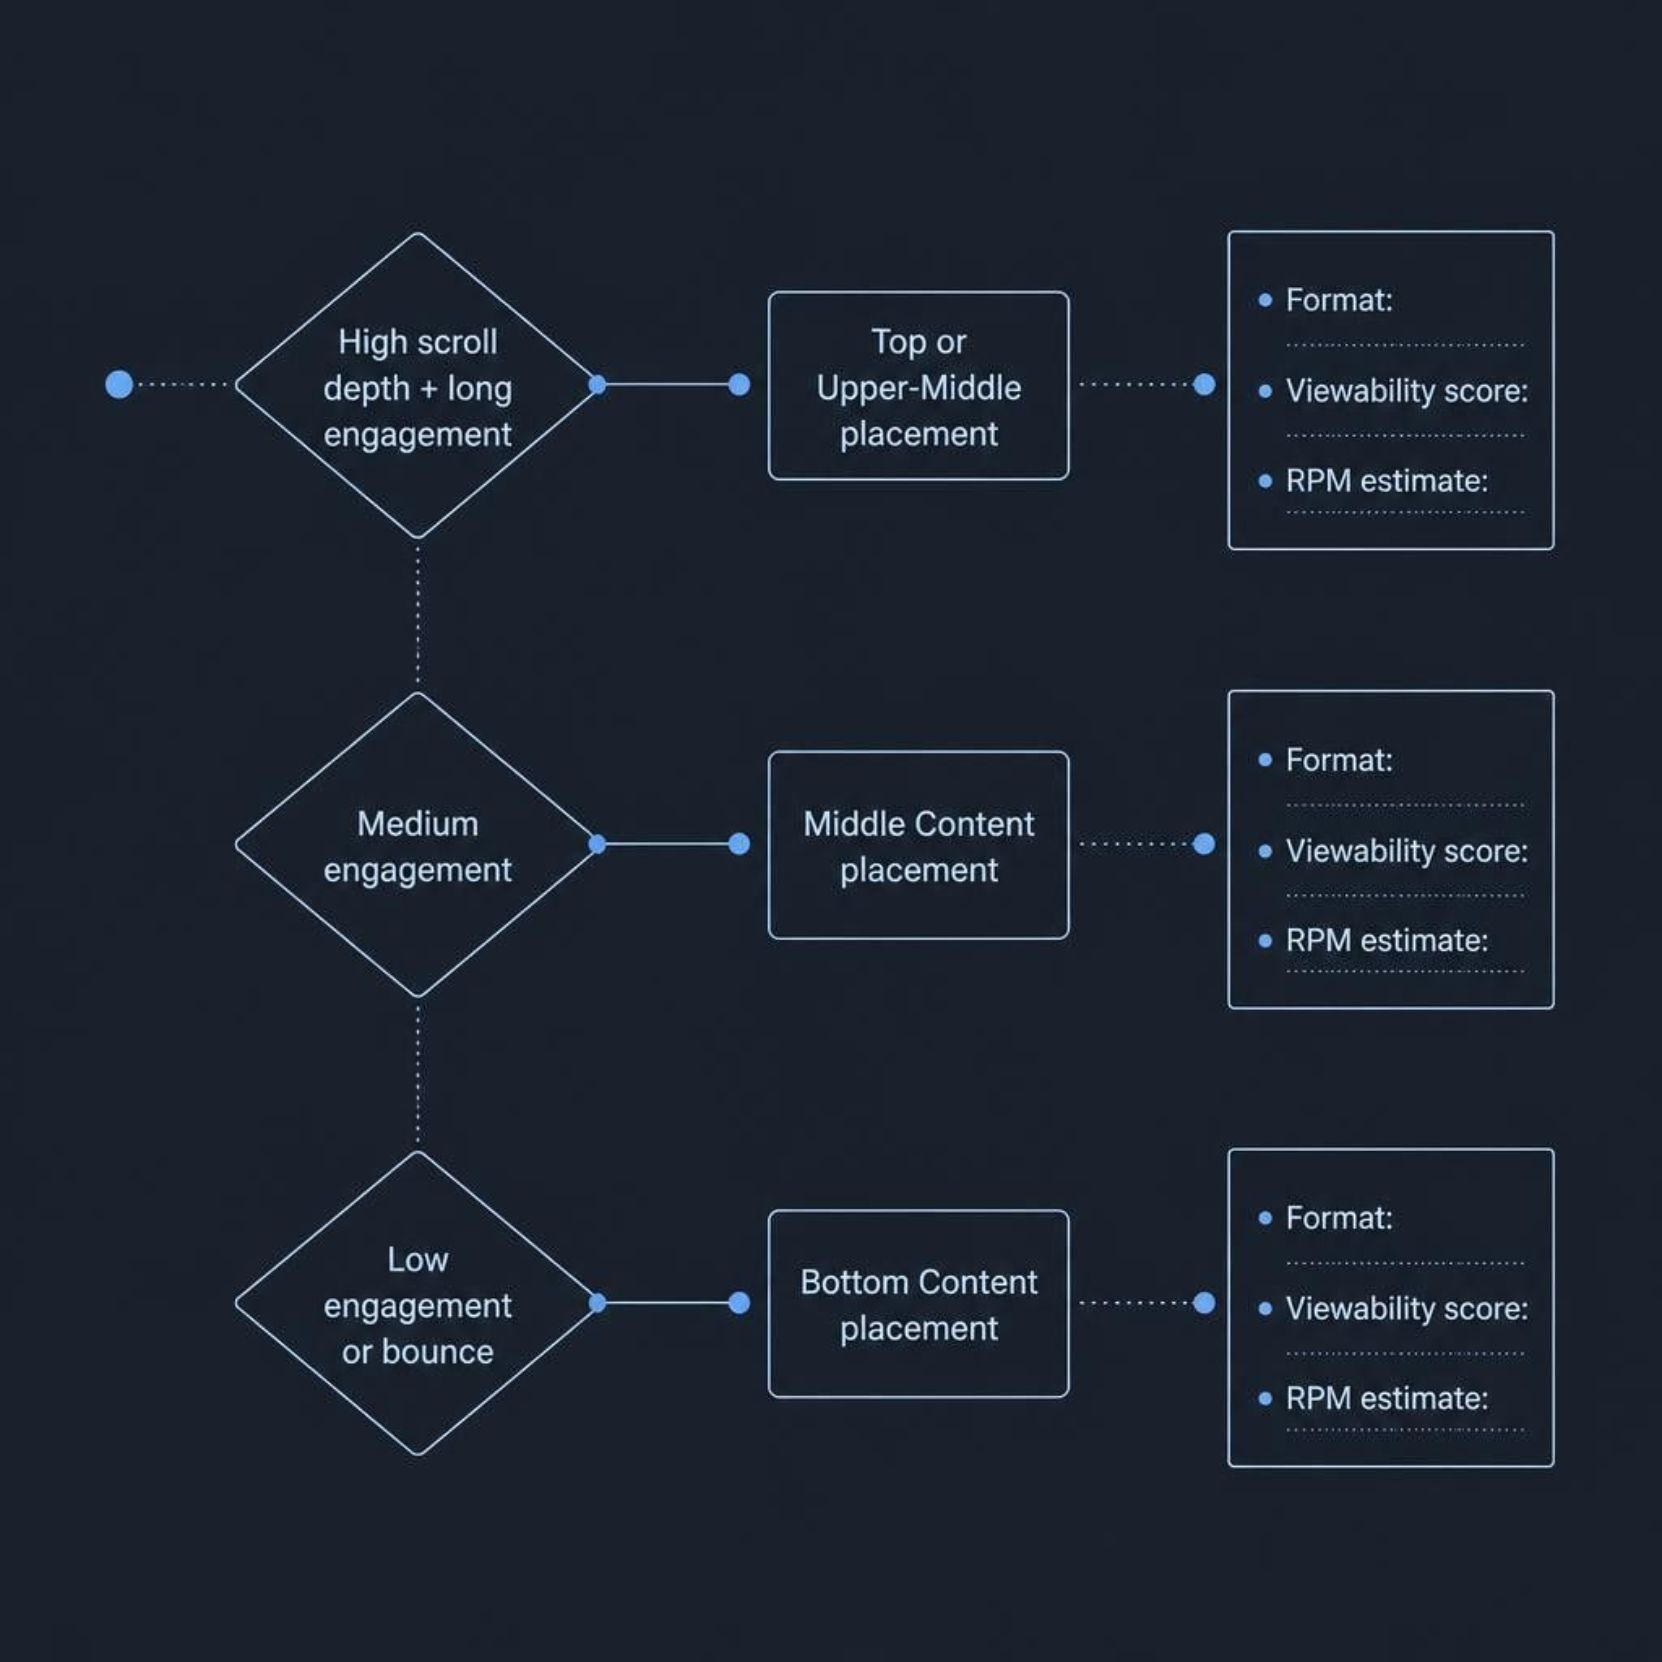 High scroll
depth + long
engagement
Top or
Upper-Middle
placement
• Format:
• Viewability score:
• RPM estimate:
Medium
engagement
Middle Content
placement
• Format:
• Viewability score:
• RPM estimate:
Low
engagement
or bounce
Bottom Content
placement
• Format:
• Viewability score:
• RPM estimate: